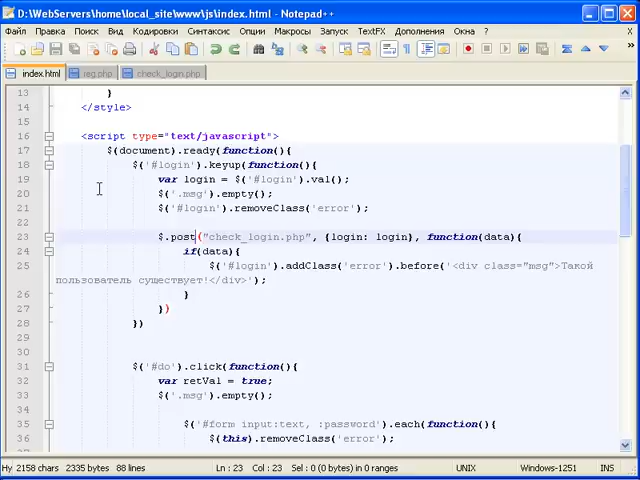 D:\WebServers\home\local_site\www\js\index.html - Notepad++
Файл Правка Поиск Вид Кодировки Синтаксис Опции Макросы Запуск TextFX Дополнения Окна ? X
index.html reg.php check_login.php
13 }
14 </style>
15
16 <script type="text/javascript">
17 $(document).ready(function(){
18 $('#login').keyup(function(){
19 var login = $('#login').val();
20 $('.msg').empty();
21 $('#login').removeClass('error');
22
23 $.post("check_login.php", {login: login}, function(data){
24 if(data){
25 $('#login').addClass('error').before('<div class="msg">Такой
пользователь существует!</div>');
26 }
27 })
28 })
29
30
31 $('#do').click(function(){
32 var retVal = true;
33 $('.msg').empty();
34
35 $('#form input:text, :password').each(function(){
36 $(this).removeClass('error');
37
Hy 2158 chars 2335 bytes 88 lines Ln : 23 Col : 23 Sel : 0 (0 bytes) in 0 ranges UNIX Windows-1251 INS